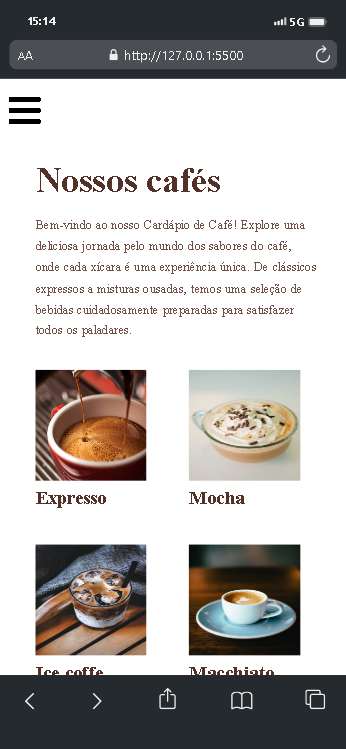 15:14
5G
AA
http://127.0.0.1:5500
Nossos cafés
Bem-vindo ao nosso Cardápio de Café! Explore uma
deliciosa jornada pelo mundo dos sabores do café,
onde cada xícara é uma experiência única. De clássicos
expressos a misturas ousadas, temos uma seleção de
bebidas cuidadosamente preparadas para satisfazer
todos os paladares.
Expresso
Mocha
Ice coffe
Macchiato